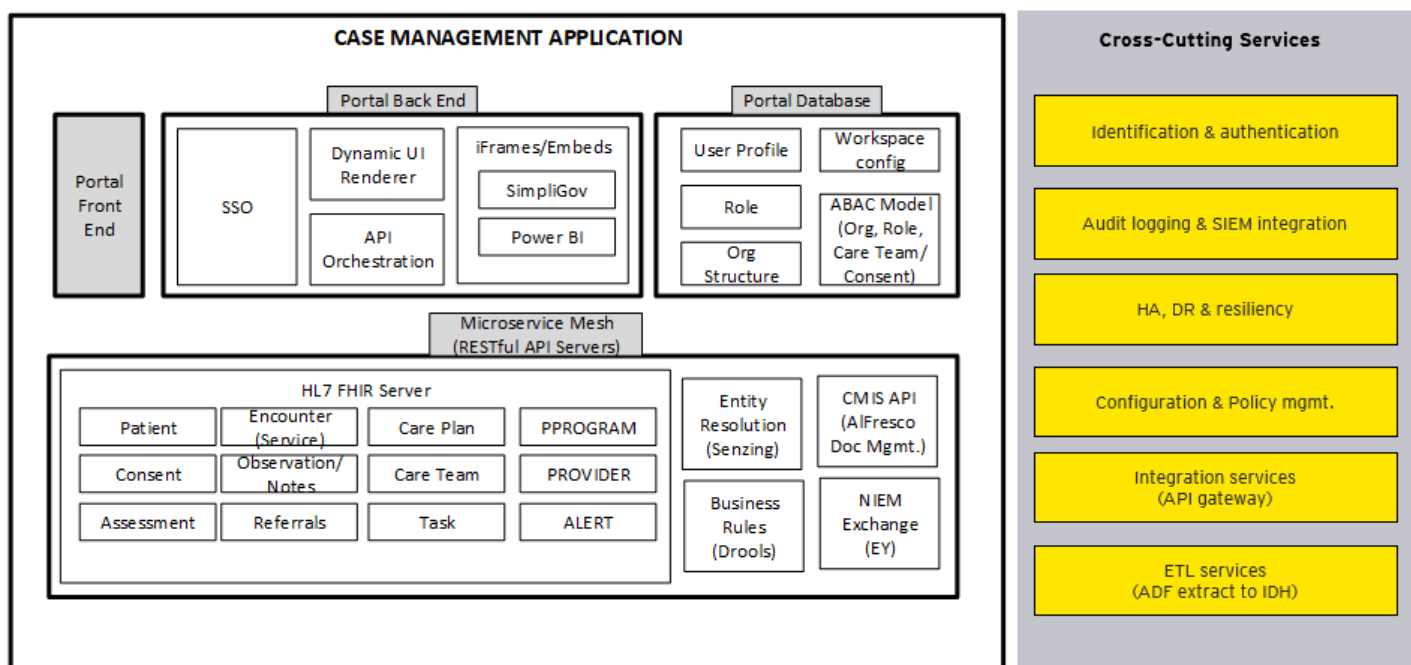 CASE MANAGEMENT APPLICATION
Portal
Front
End
Portal Back End
SSO
Dynamic UI
Renderer
API
Orchestration
iFrames/Embeds
SimpliGov
Power BI
Portal Database
User Profile
Role
Org
Structure
Workspace
config
ABAC Model
(Org, Role,
Care Team/
Consent)
Microservice Mesh
(RESTful API Servers)
HL7 FHIR Server
Patient
Encounter
(Service)
Care Plan
PPROGRAM
Consent
Observation/
Notes
Care Team
PROVIDER
Assessment
Referrals
Task
ALERT
Entity
Resolution
(Senzing)
CMIS API
(AlFresco
Doc Mgmt.)
Business
Rules
(Drools)
NIEM
Exchange
(EY)
Cross-Cutting Services
Identification & authentication
Audit logging & SIEM integration
HA, DR & resiliency
Configuration & Policy mgmt.
Integration services
(API gateway)
ETL services
(ADF extract to IDH)